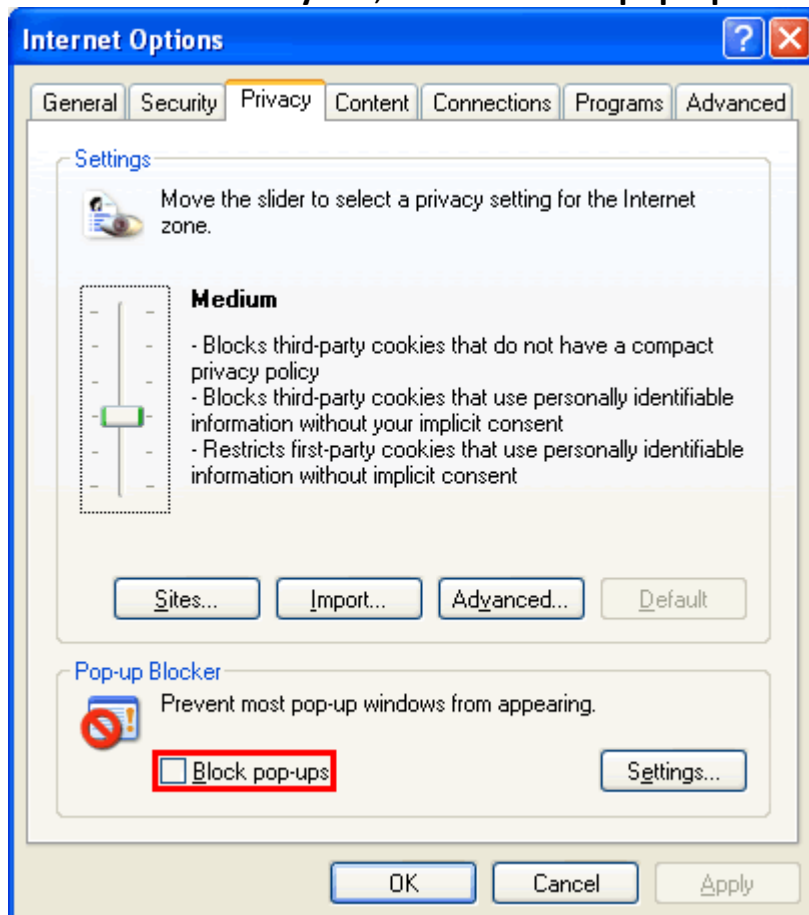 Internet Options
General Security Privacy Content Connections Programs Advanced
Settings
Move the slider to select a privacy setting for the Internet
zone.
Medium
- Blocks third-party cookies that do not have a compact
privacy policy
- Blocks third-party cookies that use personally identifiable
information without your implicit consent
- Restricts first-party cookies that use personally identifiable
information without implicit consent
Sites... Import... Advanced... Default
Pop-up Blocker
Prevent most pop-up windows from appearing.
Block pop-ups Settings...
OK Cancel Apply